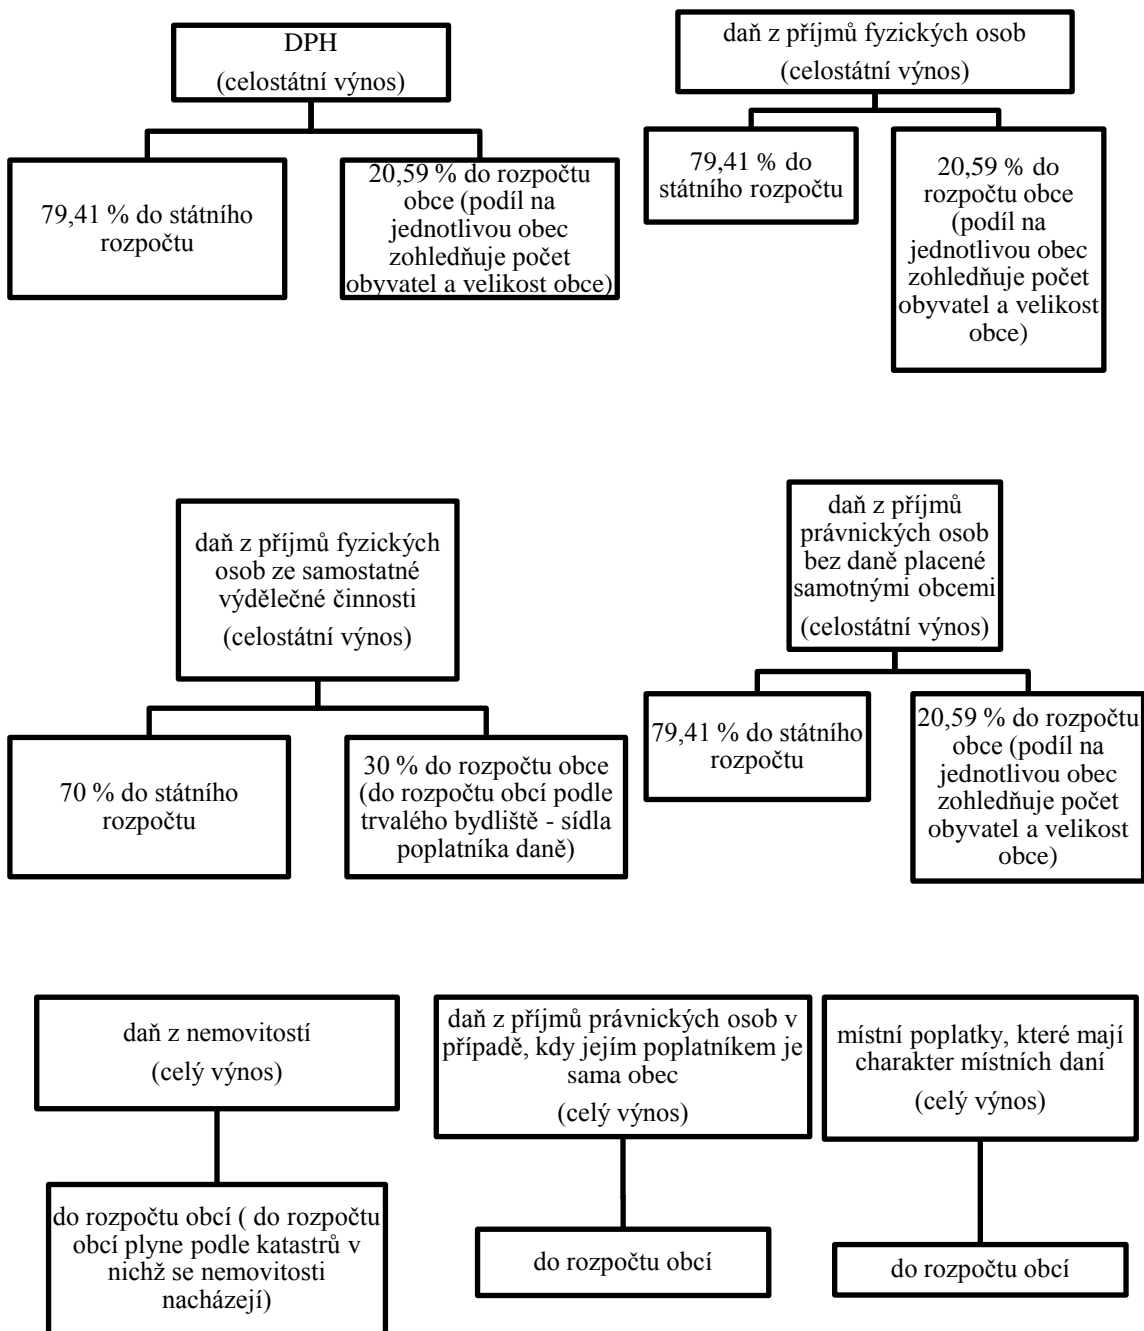 DPH
(celostátní výnos)
79,41 % do státního
rozpočtu
20,59 % do rozpočtu
obce (podíl na
jednotlivou obec
zohledňuje počet
obyvatel a velikost obce)
daň z příjmů fyzických osob
(celostátní výnos)
79,41 % do
státního rozpočtu
20,59 % do
rozpočtu obce
(podíl na
jednotlivou obec
zohledňuje počet
obyvatel a velikost
obce)
daň z příjmů fyzických
osob ze samostatné
výdělečné činnosti
(celostátní výnos)
70 % do státního
rozpočtu
30 % do rozpočtu obce
(do rozpočtu obcí podle
trvalého bydliště - sídla
poplatníka daně)
daň z příjmů
právnických osob
bez daně placené
samotnými obcemi
(celostátní výnos)
79,41 % do státního
rozpočtu
20,59 % do rozpočtu
obce (podíl na
jednotlivou obec
zohledňuje počet
obyvatel a velikost
obce)
daň z nemovitostí
(celý výnos)
do rozpočtu obcí ( do rozpočtu
obcí plyne podle katastrů v
nichž se nemovitosti
nacházejí)
daň z příjmů právnických osob v
případě, kdy jejím poplatníkem je
sama obec
(celý výnos)
do rozpočtu obcí
místní poplatky, které mají
charakter místních daní
(celý výnos)
do rozpočtu obcí